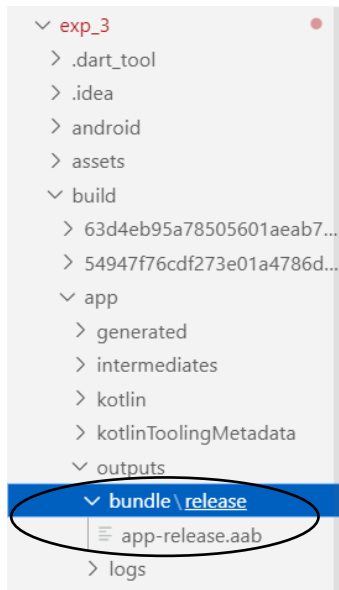 exp_3
.dart_tool
.idea
android
assets
build
63d4eb95a78505601aeab7...
54947f76cdf273e01a4786d...
app
generated
intermediates
kotlin
kotlinToolingMetadata
outputs
bundle\release
app-release.aab
logs